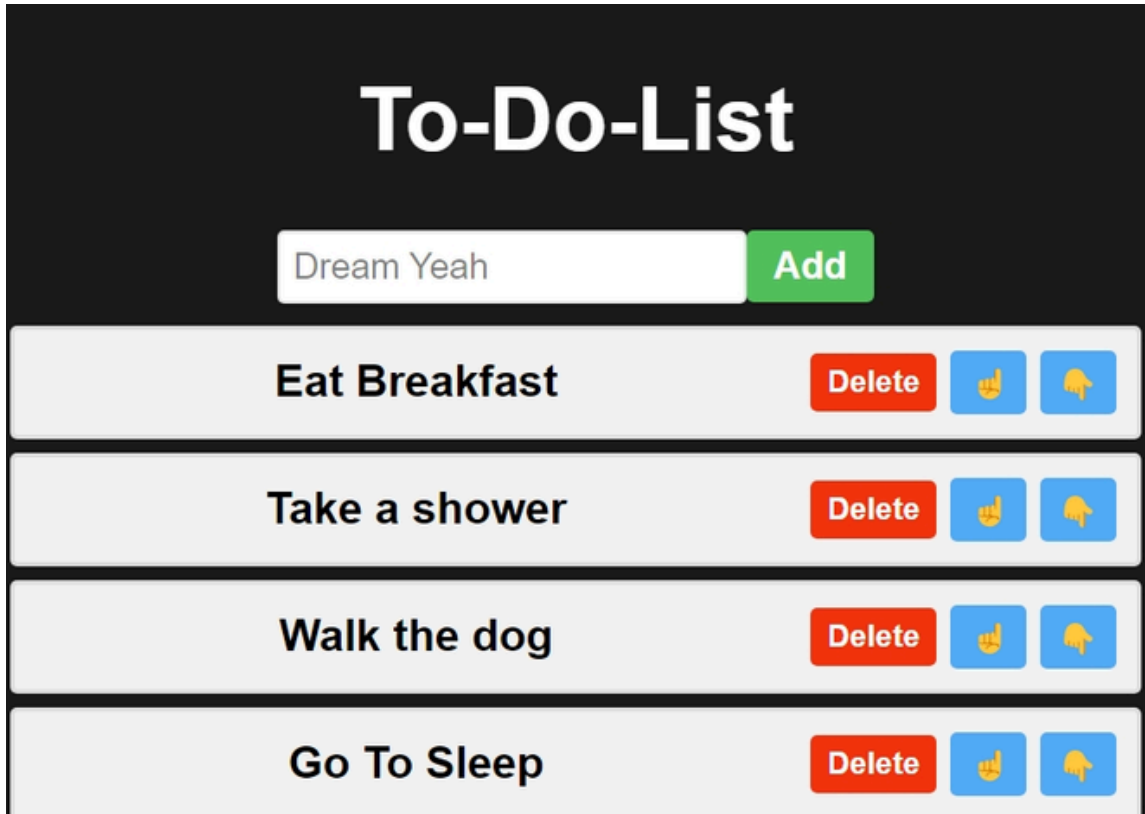 To-Do-List
Dream Yeah Add
Eat Breakfast Delete ☝ 👇
Take a shower Delete ☝ 👇
Walk the dog Delete ☝ 👇
Go To Sleep Delete ☝ 👇